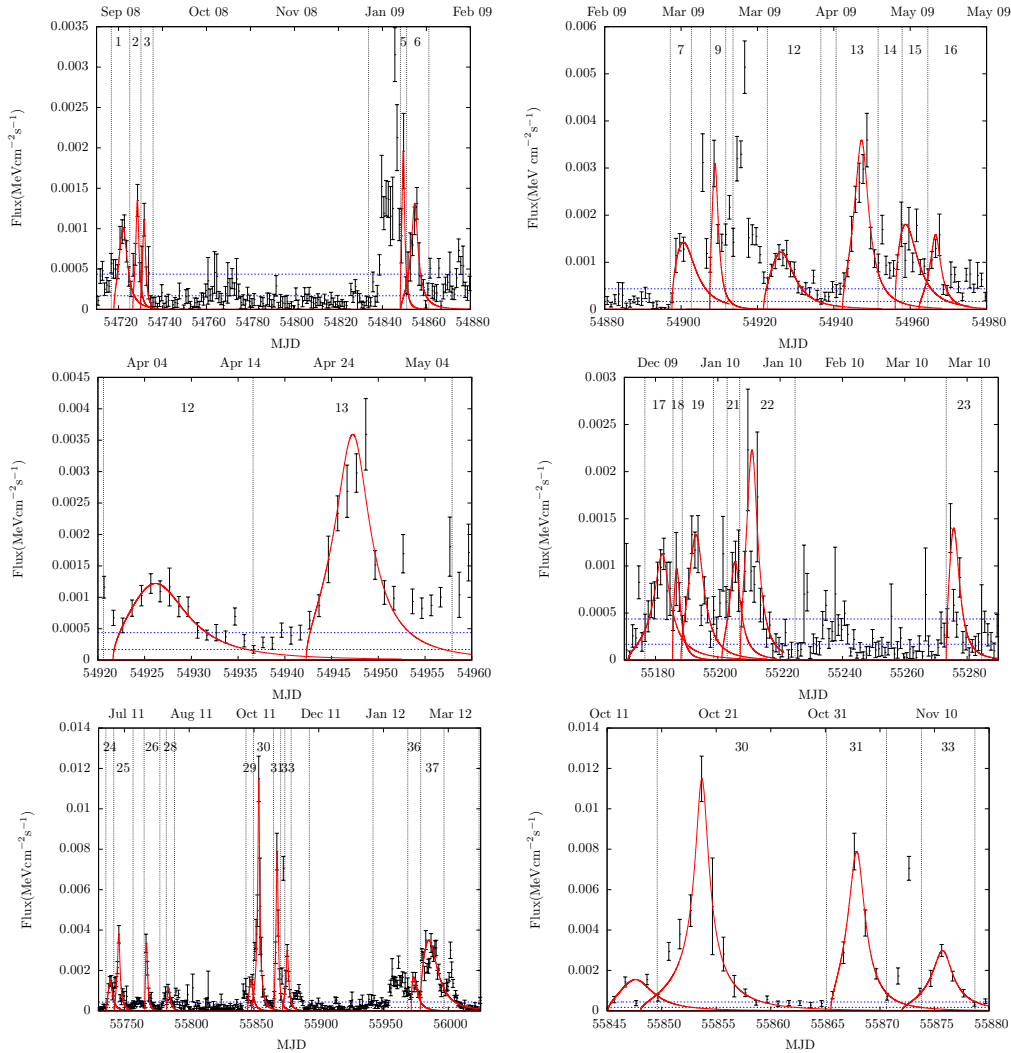 Sep 08 Oct 08 Nov 08 Jan 09 Feb 09
0.0035
0.003
0.0025
0.002
0.0015
0.001
0.0005
0
Flux(MeVcm−2s−1)
1 2 3 5 6
54720 54740 54760 54780 54800 54820 54840 54860 54880
MJD
Feb 09 Mar 09 Mar 09 Apr 09 May 09 May 09
0.006
0.005
0.004
0.003
0.002
0.001
0
Flux(MeV cm−2s−1)
7 9 12 13 14 15 16
54880 54900 54920 54940 54960 54980
MJD
Apr 04 Apr 14 Apr 24 May 04
0.0045
0.004
0.0035
0.003
0.0025
0.002
0.0015
0.001
0.0005
0
Flux(MeVcm−2s−1)
12 13
54920 54925 54930 54935 54940 54945 54950 54955 54960
MJD
Dec 09 Jan 10 Jan 10 Feb 10 Mar 10 Mar 10
0.003
0.0025
0.002
0.0015
0.001
0.0005
0
Flux(MeVcm−2s−1)
17 18 19 21 22 23
55180 55200 55220 55240 55260 55280
MJD
Jul 11 Aug 11 Oct 11 Dec 11 Jan 12 Mar 12
0.014
0.012
0.01
0.008
0.006
0.004
0.002
0
Flux(MeVcm−2s−1)
24 26 28 30 36
25 29 31 33 37
55750 55800 55850 55900 55950 56000
MJD
Oct 11 Oct 21 Oct 31 Nov 10
0.014
0.012
0.01
0.008
0.006
0.004
0.002
0
Flux(MeVcm−2s−1)
30 31 33
55845 55850 55855 55860 55865 55870 55875 55880
MJD